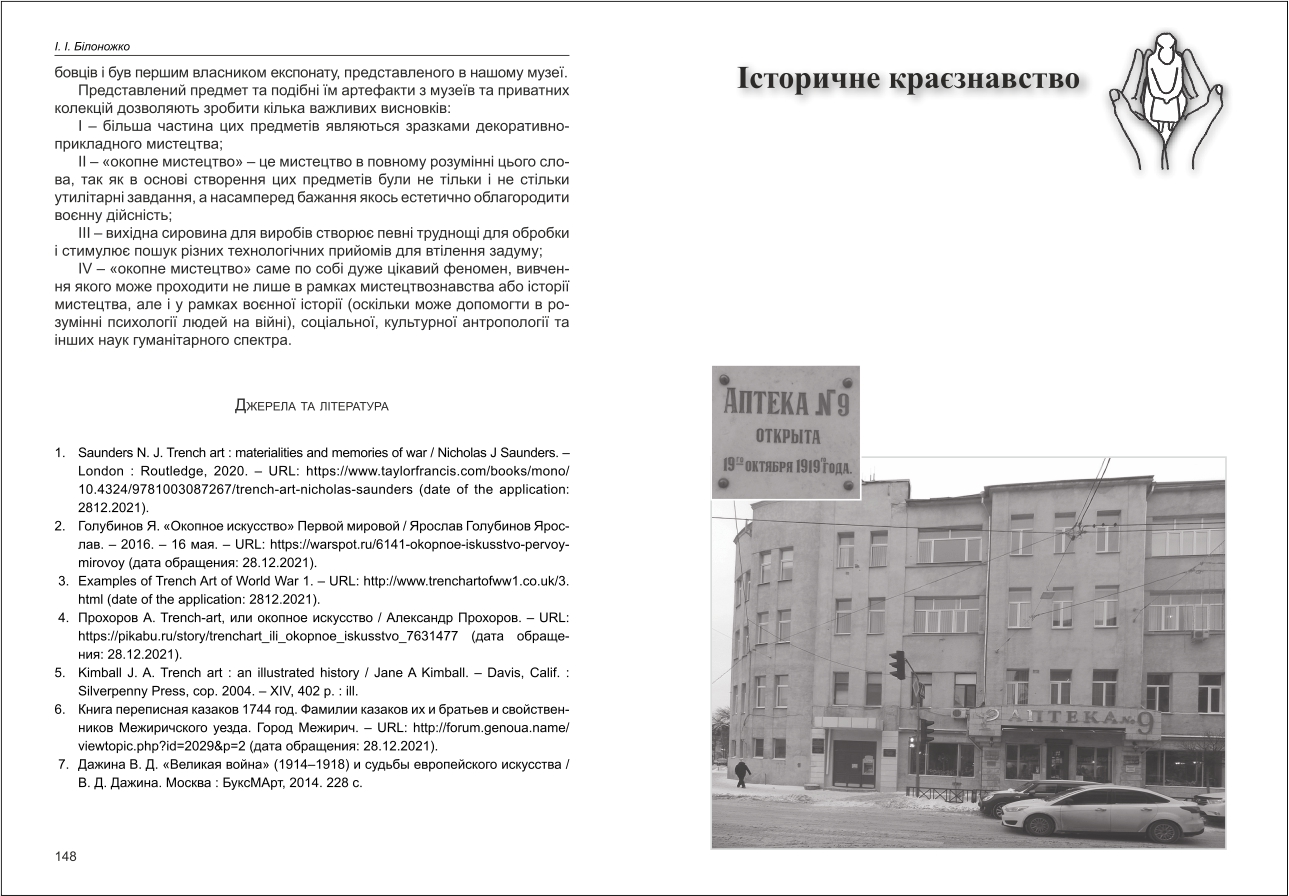 І. І. Білоножко
бовців і був першим власником експонату, представленого в нашому музеї.
Представлений предмет та подібні їм артефакти з музеїв та приватних
колекцій дозволяють зробити кілька важливих висновків:
І – більша частина цих предметів являються зразками декоративно-
прикладного мистецтва;
ІІ – «окопне мистецтво» – це мистецтво в повному розумінні цього сло-
ва, так як в основі створення цих предметів були не тільки і не стільки
утилітарні завдання, а насамперед бажання якось естетично облагородити
воєнну дійсність;
ІІІ – вихідна сировина для виробів створює певні труднощі для обробки
і стимулює пошук різних технологічних прийомів для втілення задуму;
IV – «окопне мистецтво» саме по собі дуже цікавий феномен, вивчен-
ня якого може проходити не лише в рамках мистецтвознавства або історії
мистецтва, але і у рамках воєнної історії (оскільки може допомогти в ро-
зумінні психології людей на війні), соціальної, культурної антропології та
інших наук гуманітарного спектра.
Джерела та література
1. Saunders N. J. Trench art : materialities and memories of war / Nicholas J Saunders. –
London : Routledge, 2020. – URL: https://www.taylorfrancis.com/books/mono/
10.4324/9781003087267/trench-art-nicholas-saunders (date of the application:
2812.2021).
2. Голубинов Я. «Окопное искусство» Первой мировой / Ярослав Голубинов Ярос-
лав. – 2016. – 16 мая. – URL: https://warspot.ru/6141-okopnoe-iskusstvo-pervoy-
mirovoy (дата обращения: 28.12.2021).
3. Examples of Trench Art of World War 1. – URL: http://www.trenchartofww1.co.uk/3.
html (date of the application: 2812.2021).
4. Прохоров А. Trench-art, или окопное искусство / Александр Прохоров. – URL:
https://pikabu.ru/story/trenchart_ili_okopnoe_iskusstvo_7631477 (дата обраще-
ния: 28.12.2021).
5. Kimball J. A. Trench art : an illustrated history / Jane A Kimball. – Davis, Calif. :
Silverpenny Press, cop. 2004. – XIV, 402 p. : ill.
6. Книга переписная казаков 1744 год. Фамилии казаков их и братьев и свойствен-
ников Межиричского уезда. Город Межирич. – URL: http://forum.genoua.name/
viewtopic.php?id=2029&p=2 (дата обращения: 28.12.2021).
7. Дажина В. Д. «Великая война» (1914–1918) и судьбы европейского искусства /
В. Д. Дажина. Москва : БуксМАрт, 2014. 228 с.
148
Історичне краєзнавство
АПТЕКА №9
ОТКРЫТА
19го ОКТЯБРЯ 1919го ГОДА.
9 АПТЕКА №9